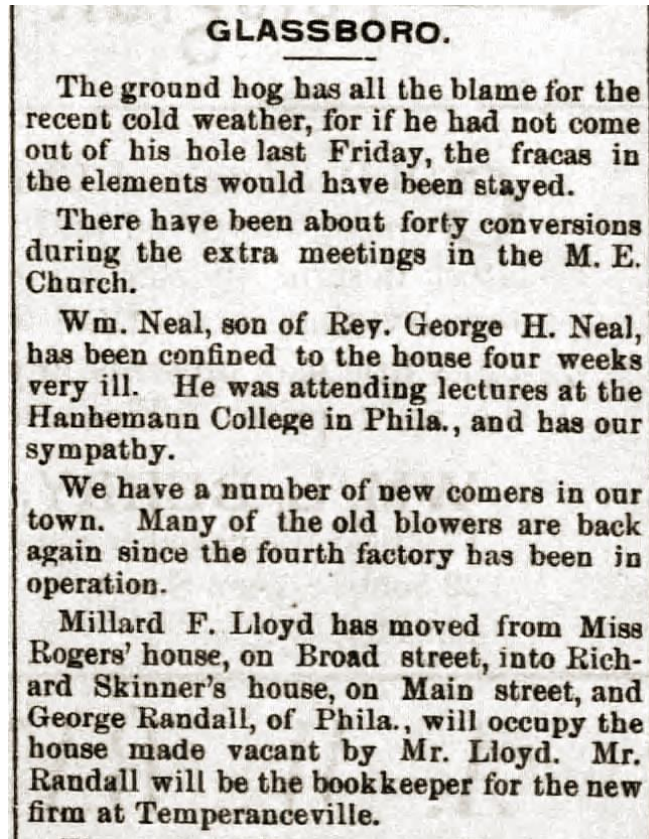 GLASSBORO.
The ground hog has all the blame for the
recent cold weather, for if he had not come
out of his hole last Friday, the fracas in
the elements would have been stayed.
There have been about forty conversions
during the extra meetings in the M. E.
Church.
Wm. Neal, son of Rev. George H. Neal,
has been confined to the house four weeks
very ill. He was attending lectures at the
Hanhemann College in Phila., and has our
sympathy.
We have a number of new comers in our
town. Many of the old blowers are back
again since the fourth factory has been in
operation.
Millard F. Lloyd has moved from Miss
Rogers' house, on Broad street, into Rich-
ard Skinner's house, on Main street, and
George Randall, of Phila., will occupy the
house made vacant by Mr. Lloyd. Mr.
Randall will be the bookkeeper for the new
firm at Temperanceville.